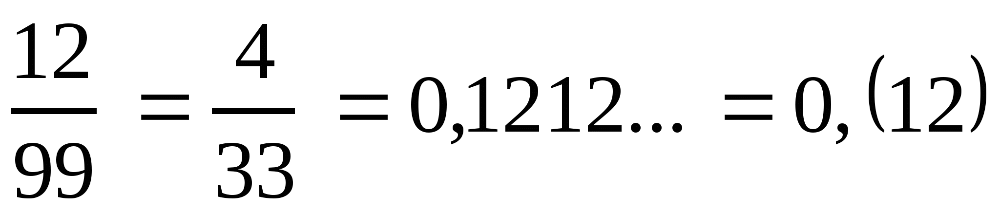 12/99 = 4/33 = 0,1212... = 0,(12)